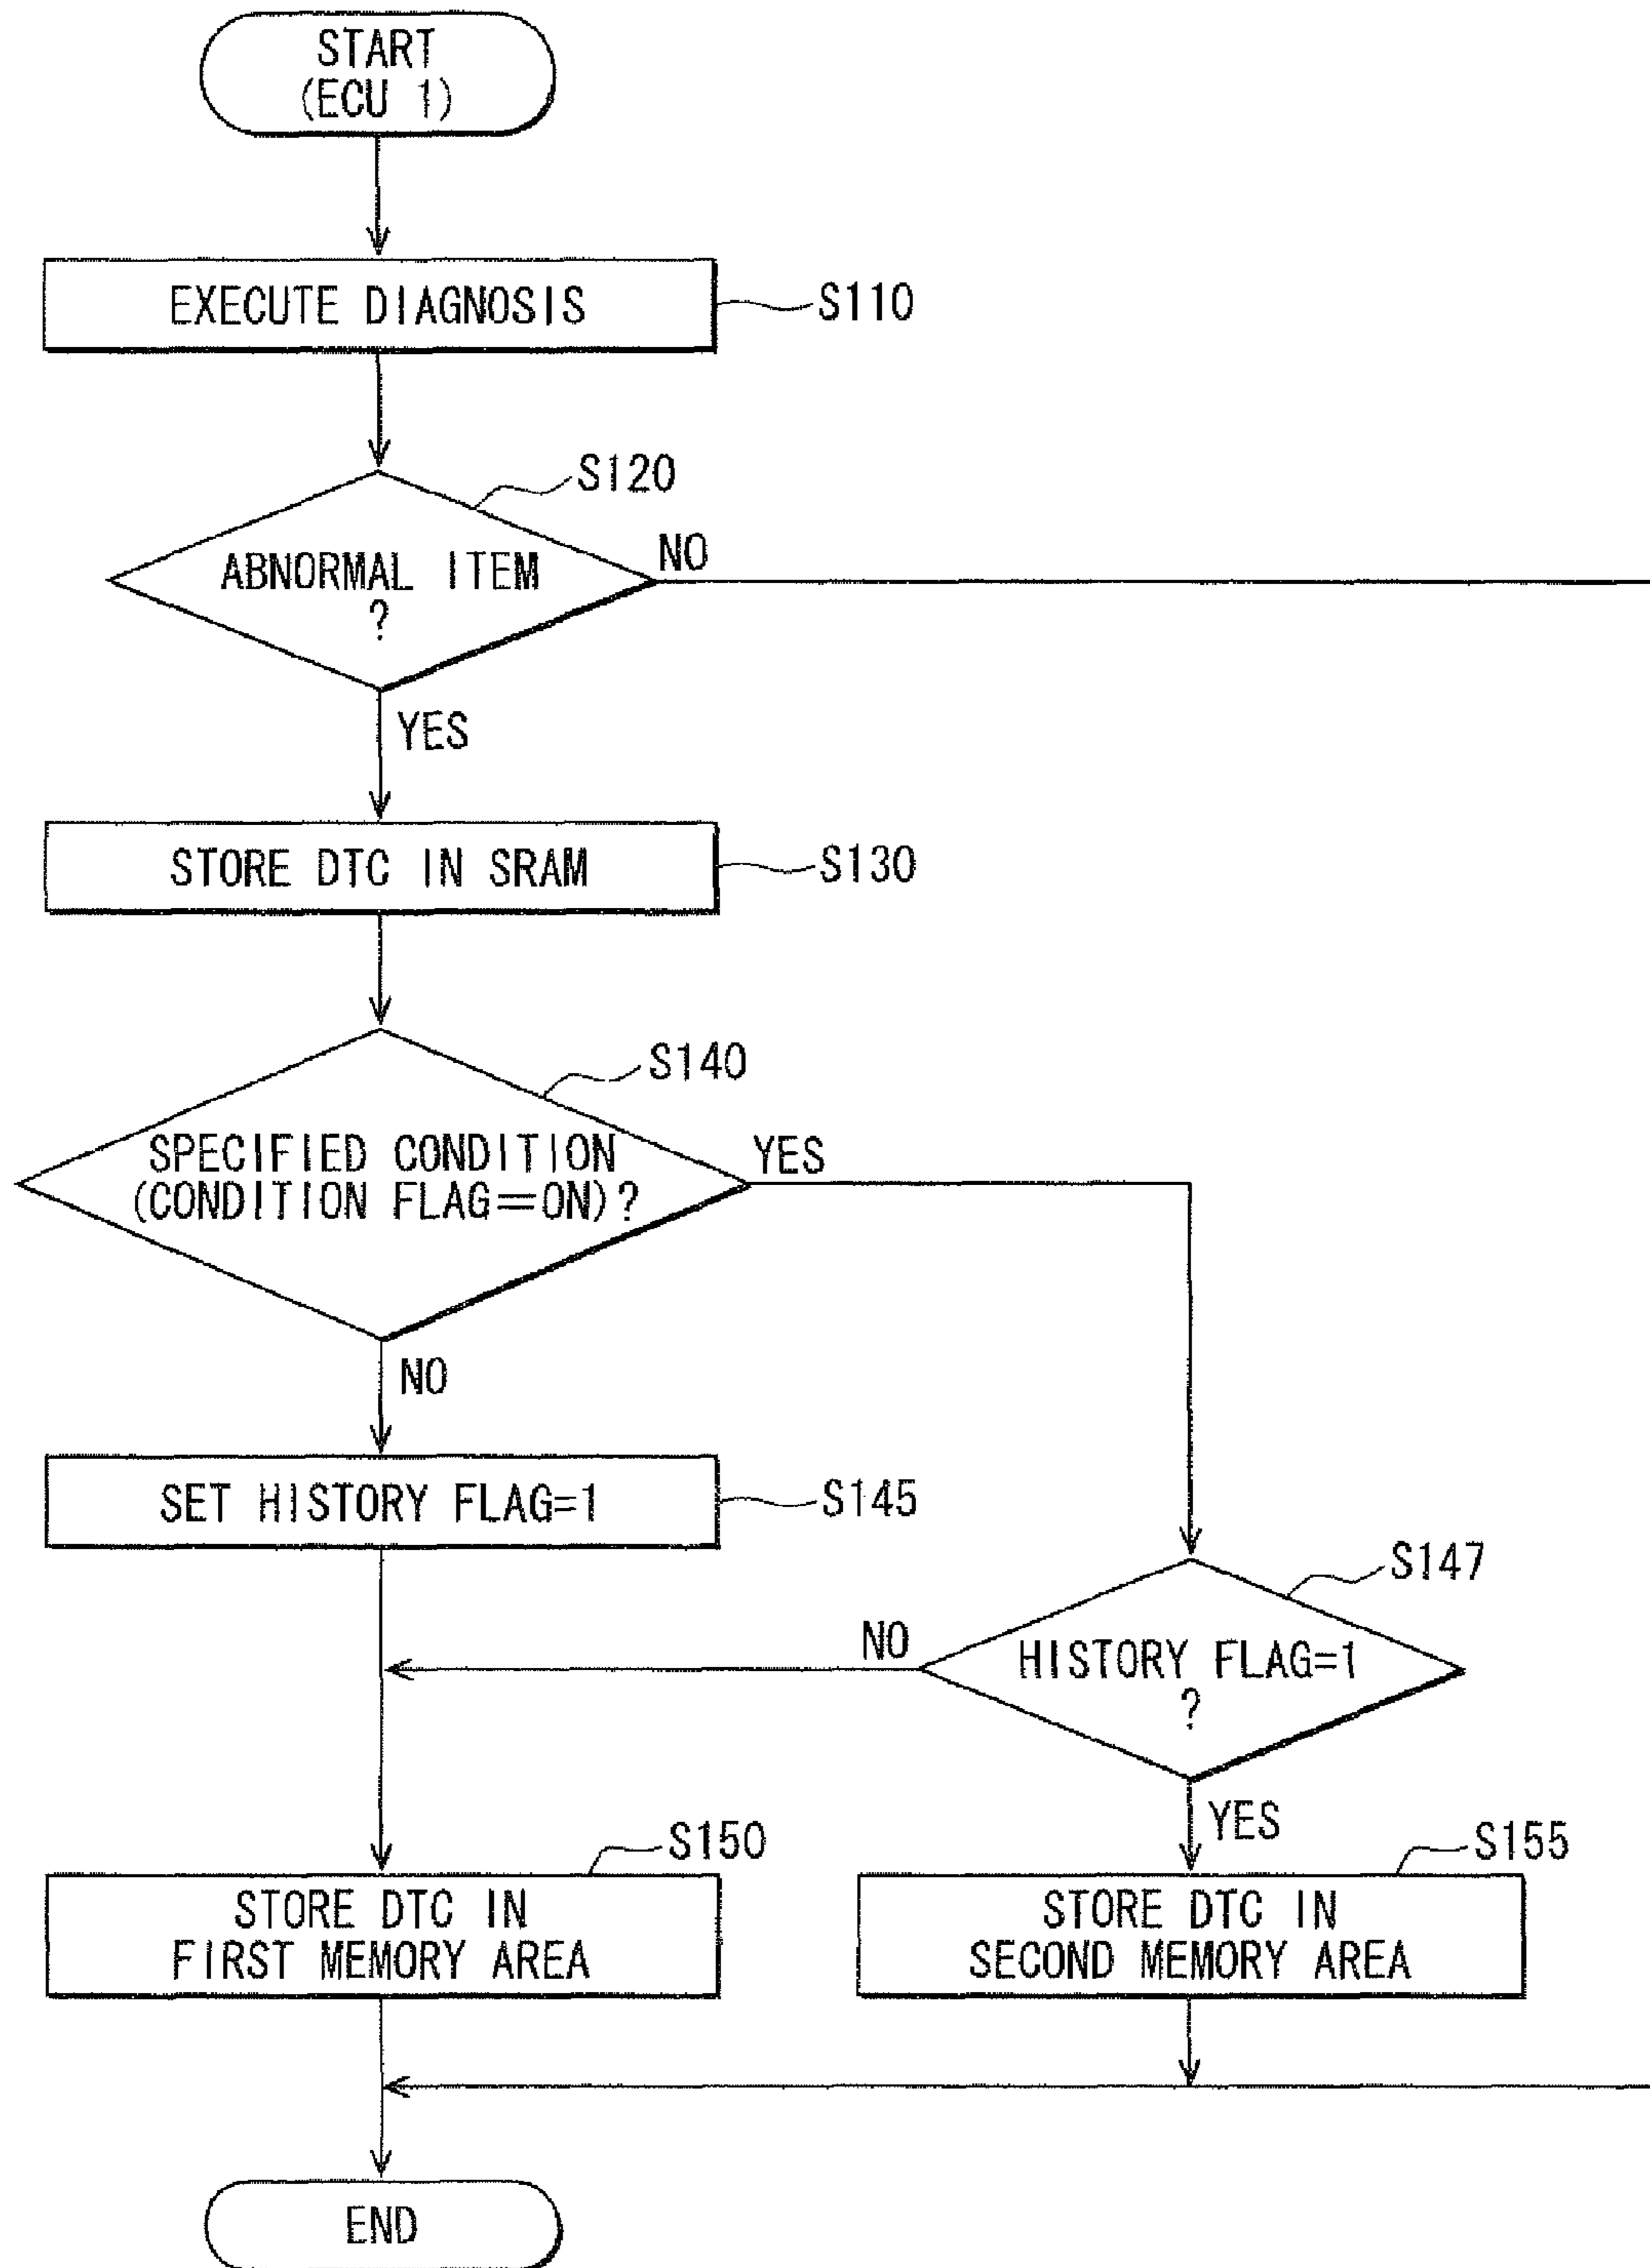 START
(ECU 1)
EXECUTE DIAGNOSIS
S110
S120
ABNORMAL ITEM
?
NO
YES
STORE DTC IN SRAM
S130
S140
SPECIFIED CONDITION
(CONDITION FLAG=ON)?
YES
NO
SET HISTORY FLAG=1
S145
S147
HISTORY FLAG=1
?
NO
YES
S150
STORE DTC IN
FIRST MEMORY AREA
S155
STORE DTC IN
SECOND MEMORY AREA
END